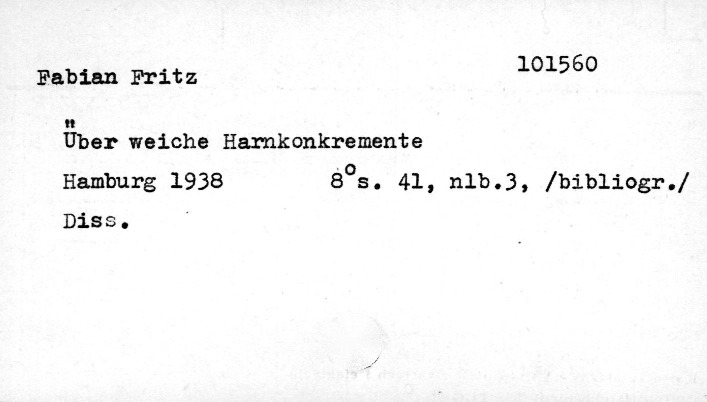 101560
Fabian Fritz
Über weiche Harnkonkremente
Hamburg 1938 8°s. 41, nlb.3, /bibliogr./
Diss.